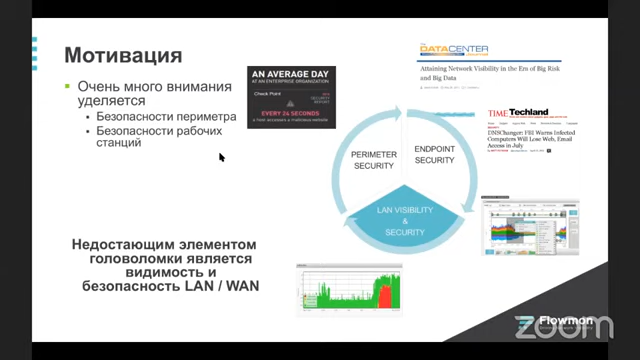 Мотивация
Очень много внимания
уделяется
Безопасности периметра
Безопасности рабочих
станций
Недостающим элементом
головоломки является
видимость и
безопасность LAN / WAN
AN AVERAGE DAY
AT AN ENTERPRISE ORGANIZATION
Check Point
SECURITY
REPORT
EVERY 24 SECONDS
a host accesses a malicious website
PERIMETER
SECURITY
ENDPOINT
SECURITY
LAN VISIBILITY
&
SECURITY
DATACENTER
Attaining Network Visibility in the Era of Big Risk
and Big Data
TIME Techland
DNSChanger: FBI Warns Infected
Computers Will Lose Web, Email
Access in July
Flowmon
zoom